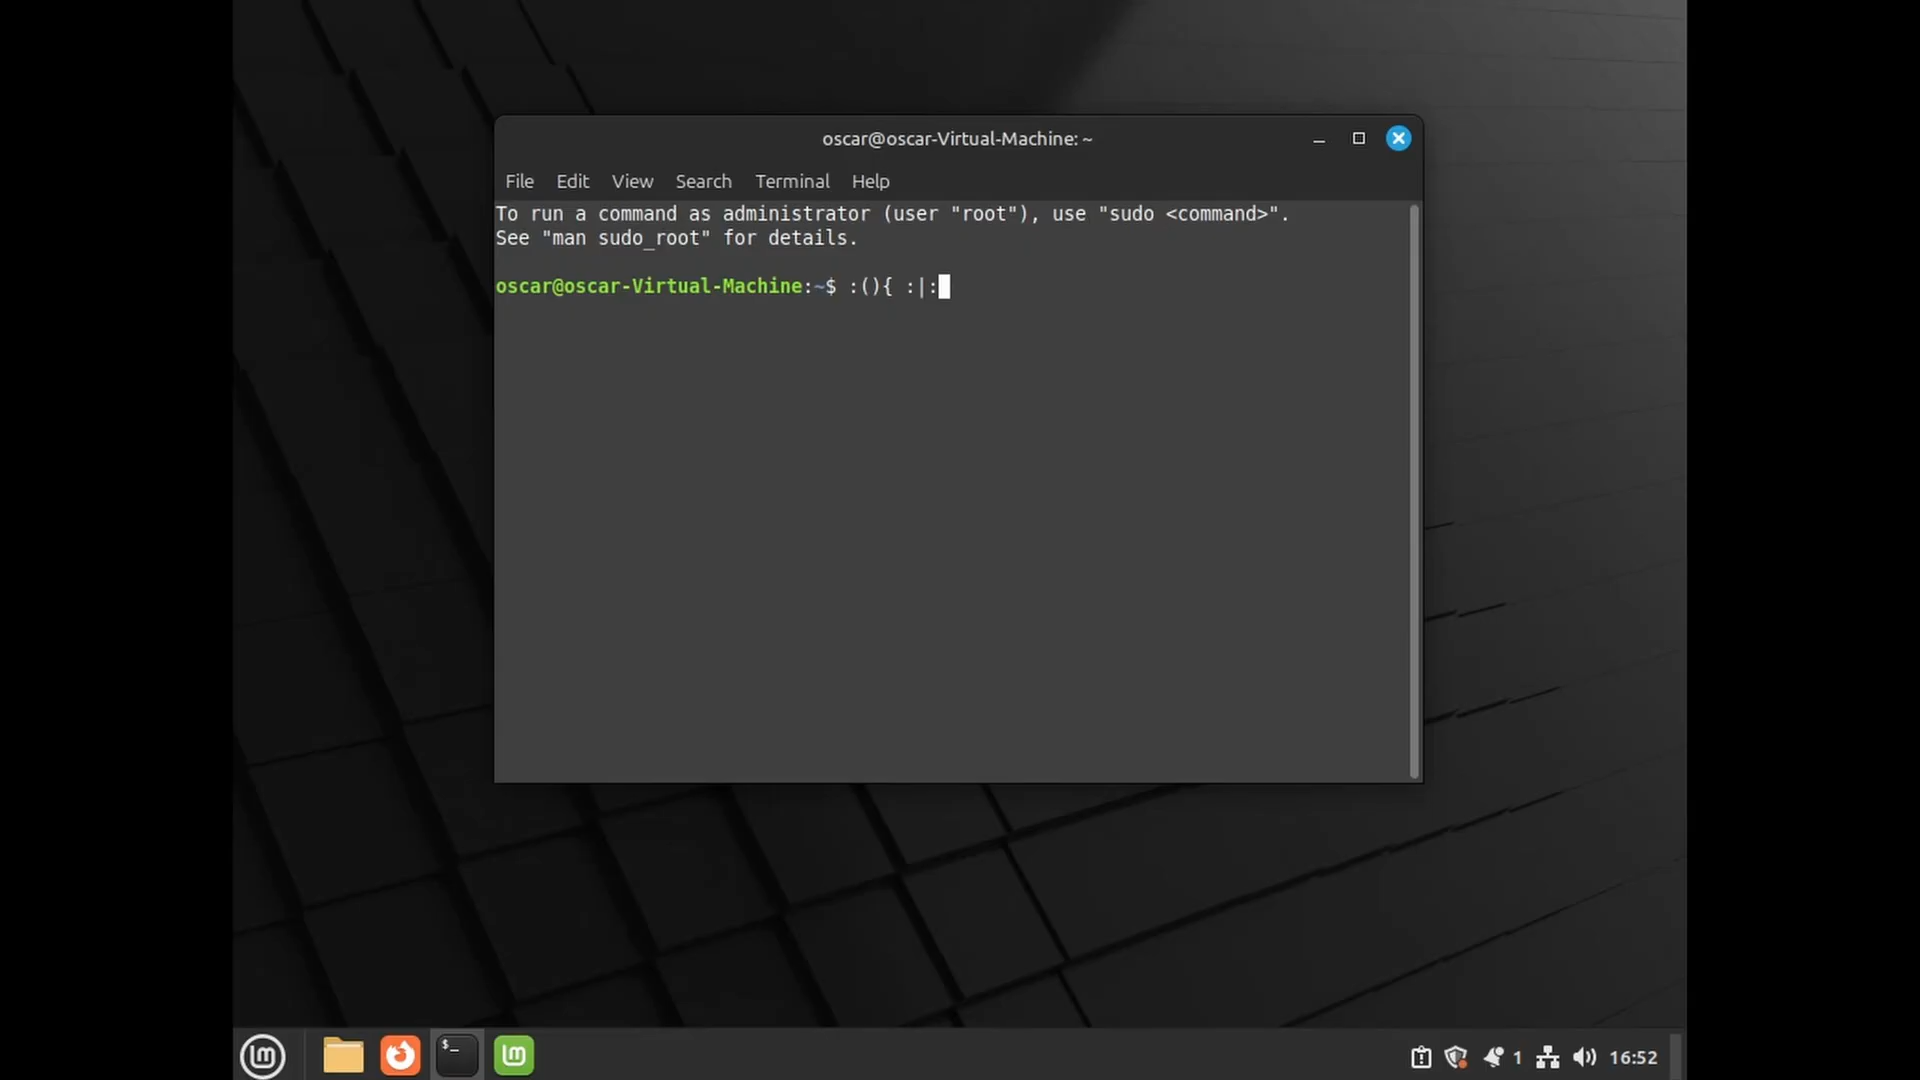 oscar@oscar-Virtual-Machine: ~
File Edit View Search Terminal Help
To run a command as administrator (user "root"), use "sudo <command>".
See "man sudo_root" for details.
oscar@oscar-Virtual-Machine:~$ :(){ :|:
$_
1 16:52